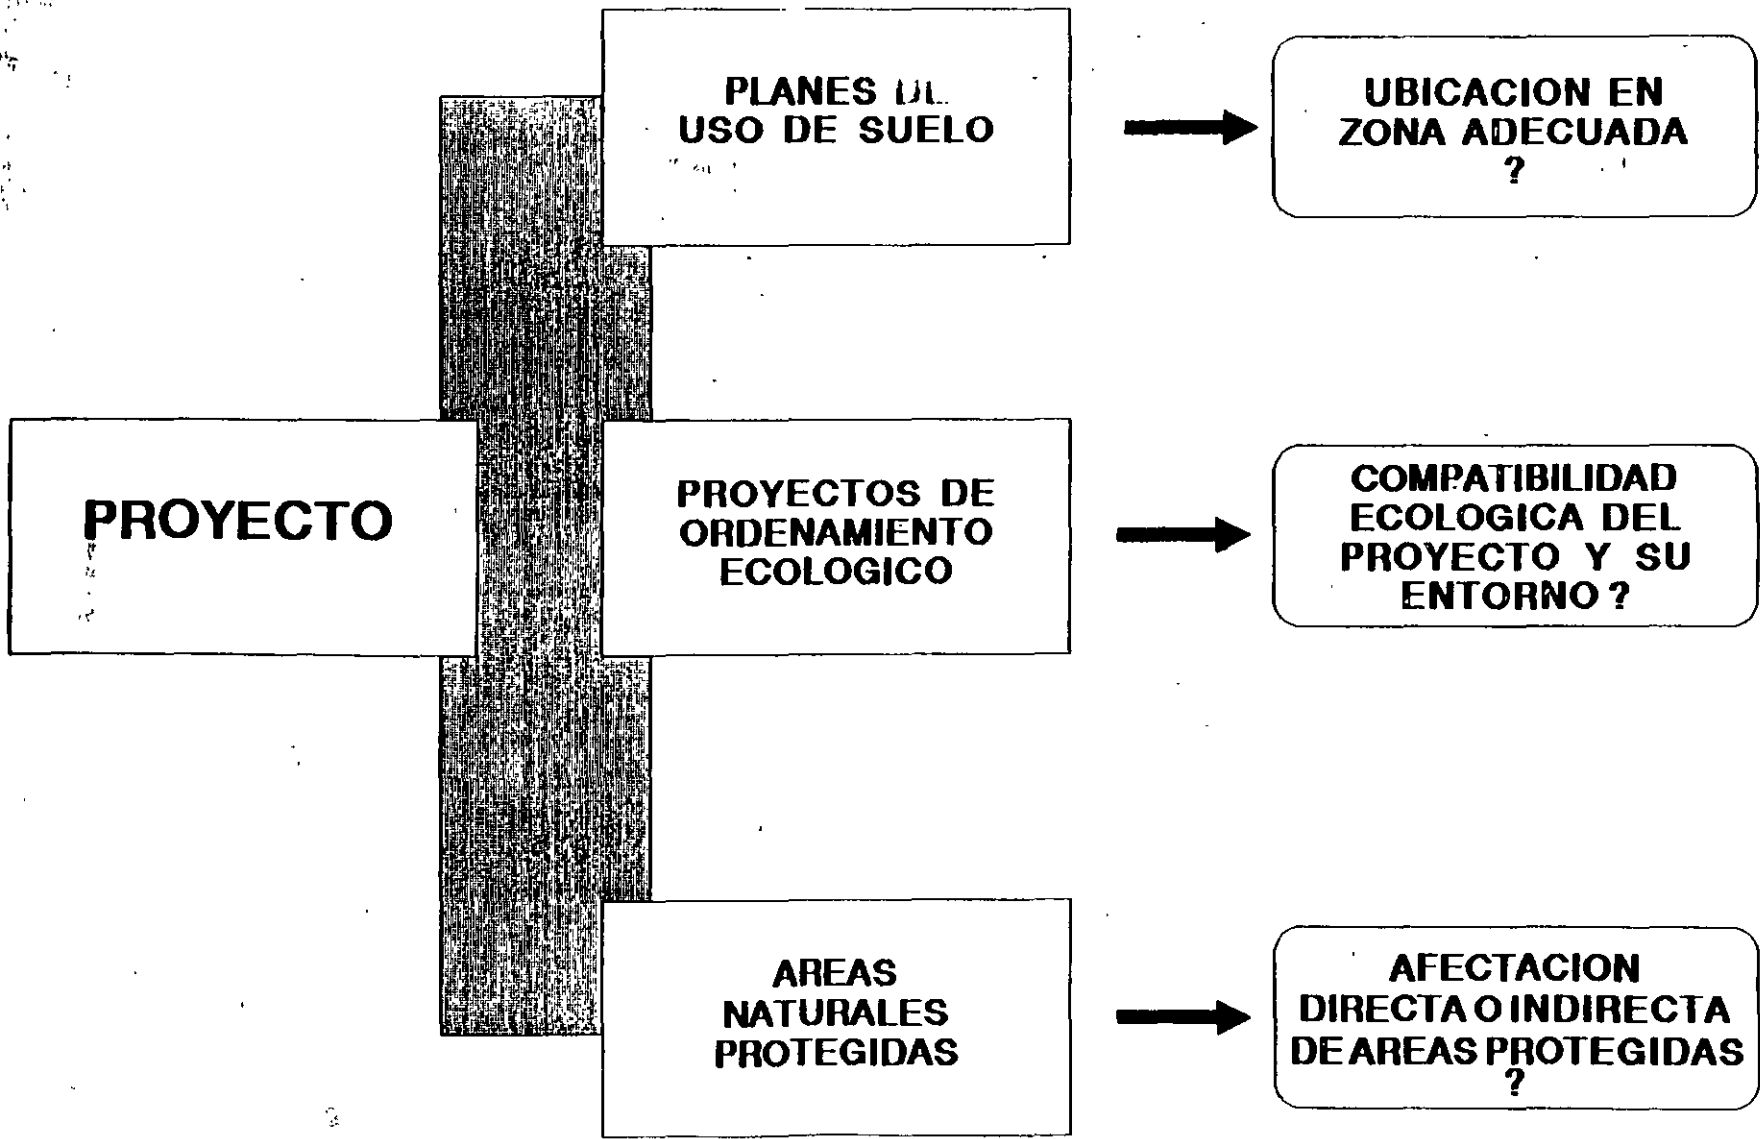 PLANES DE
USO DE SUELO
UBICACION EN
ZONA ADECUADA
?
PROYECTO
PROYECTOS DE
ORDENAMIENTO
ECOLOGICO
COMPATIBILIDAD
ECOLOGICA DEL
PROYECTO Y SU
ENTORNO ?
AREAS
NATURALES
PROTEGIDAS
AFECTACION
DIRECTA O INDIRECTA
DE AREAS PROTEGIDAS
?